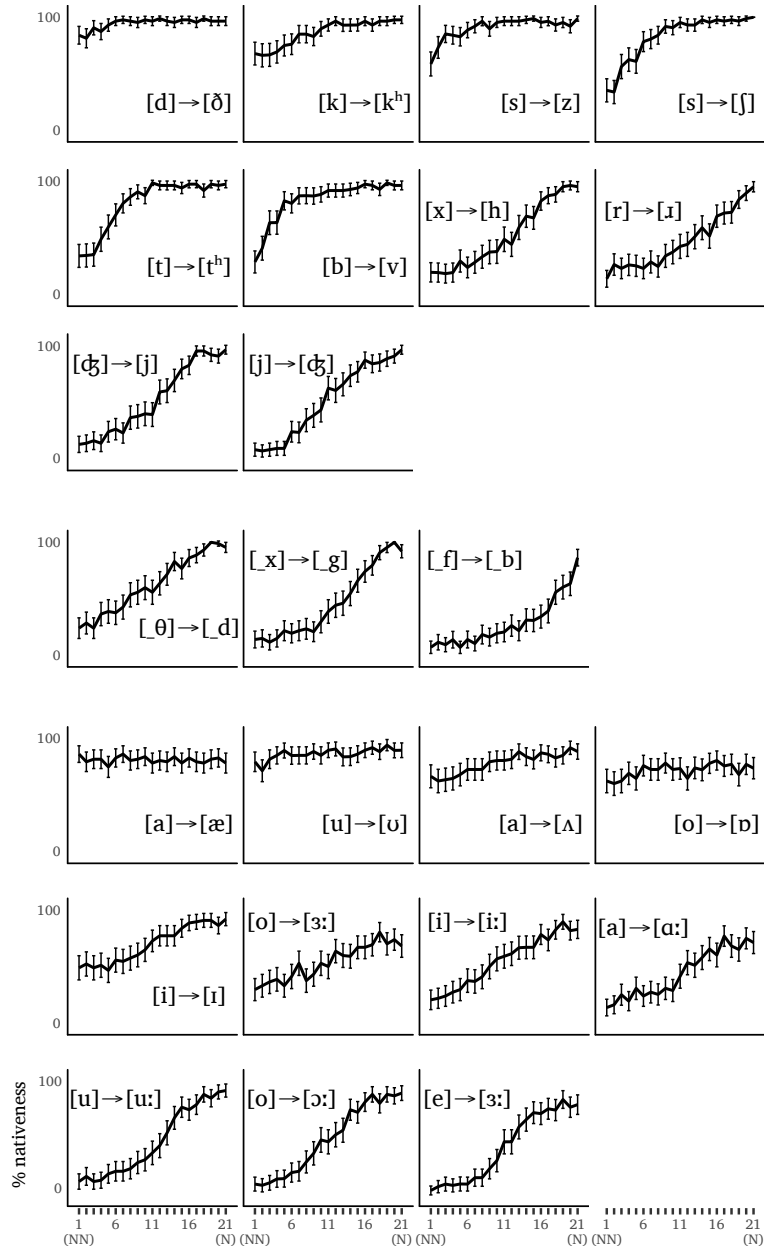 100
0
[d]→[ð]
[k]→[kʰ]
[s]→[z]
[s]→[ʃ]
100
0
[t]→[tʰ]
[b]→[v]
[x]→[h]
[r]→[ɹ]
100
0
[ʤ]→[j]
[j]→[ʤ]
100
0
[_θ]→[_d]
[_x]→[_g]
[_f]→[_b]
100
0
[a]→[æ]
[u]→[ʊ]
[a]→[ʌ]
[o]→[ɒ]
100
0
[i]→[ɪ]
[o]→[ɜː]
[i]→[iː]
[a]→[ɑː]
% nativeness
100
0
[u]→[uː]
[o]→[ɔː]
[e]→[ɜː]
1 6 11 16 21 1 6 11 16 21 1 6 11 16 21 1 6 11 16 21
(NN) (N) (NN) (N) (NN) (N) (NN) (N)